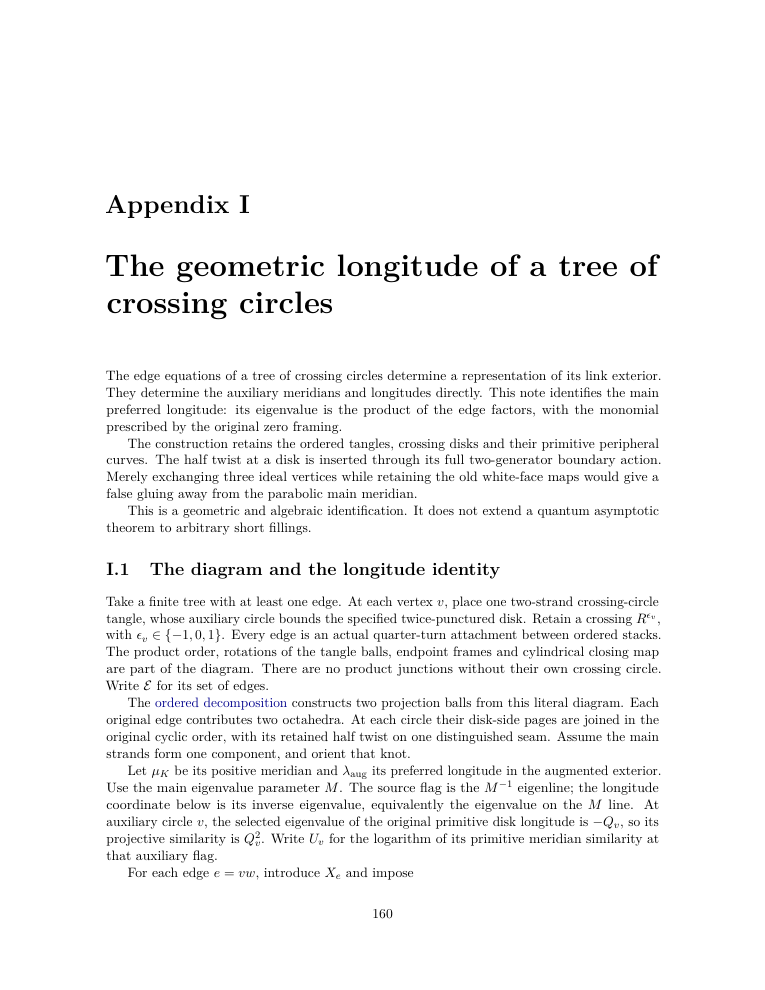 Appendix I
The geometric longitude of a tree of
crossing circles
The edge equations of a tree of crossing circles determine a representation of its link exterior.
They determine the auxiliary meridians and longitudes directly. This note identifies the main
preferred longitude: its eigenvalue is the product of the edge factors, with the monomial
prescribed by the original zero framing.
The construction retains the ordered tangles, crossing disks and their primitive peripheral
curves. The half twist at a disk is inserted through its full two-generator boundary action.
Merely exchanging three ideal vertices while retaining the old white-face maps would give a
false gluing away from the parabolic main meridian.
This is a geometric and algebraic identification. It does not extend a quantum asymptotic
theorem to arbitrary short fillings.
I.1 The diagram and the longitude identity
Take a finite tree with at least one edge. At each vertex v, place one two-strand crossing-circle
tangle, whose auxiliary circle bounds the specified twice-punctured disk. Retain a crossing R^{ϵ_v},
with ϵ_v ∈ {−1, 0, 1}. Every edge is an actual quarter-turn attachment between ordered stacks.
The product order, rotations of the tangle balls, endpoint frames and cylindrical closing map
are part of the diagram. There are no product junctions without their own crossing circle.
Write ℰ for its set of edges.
The ordered decomposition constructs two projection balls from this literal diagram. Each
original edge contributes two octahedra. At each circle their disk-side pages are joined in the
original cyclic order, with its retained half twist on one distinguished seam. Assume the main
strands form one component, and orient that knot.
Let μ_K be its positive meridian and λ_aug its preferred longitude in the augmented exterior.
Use the main eigenvalue parameter M. The source flag is the M^{−1} eigenline; the longitude
coordinate below is its inverse eigenvalue, equivalently the eigenvalue on the M line. At
auxiliary circle v, the selected eigenvalue of the original primitive disk longitude is −Q_v, so its
projective similarity is Q_v^2. Write U_v for the logarithm of its primitive meridian similarity at
that auxiliary flag.
For each edge e = vw, introduce X_e and impose
160